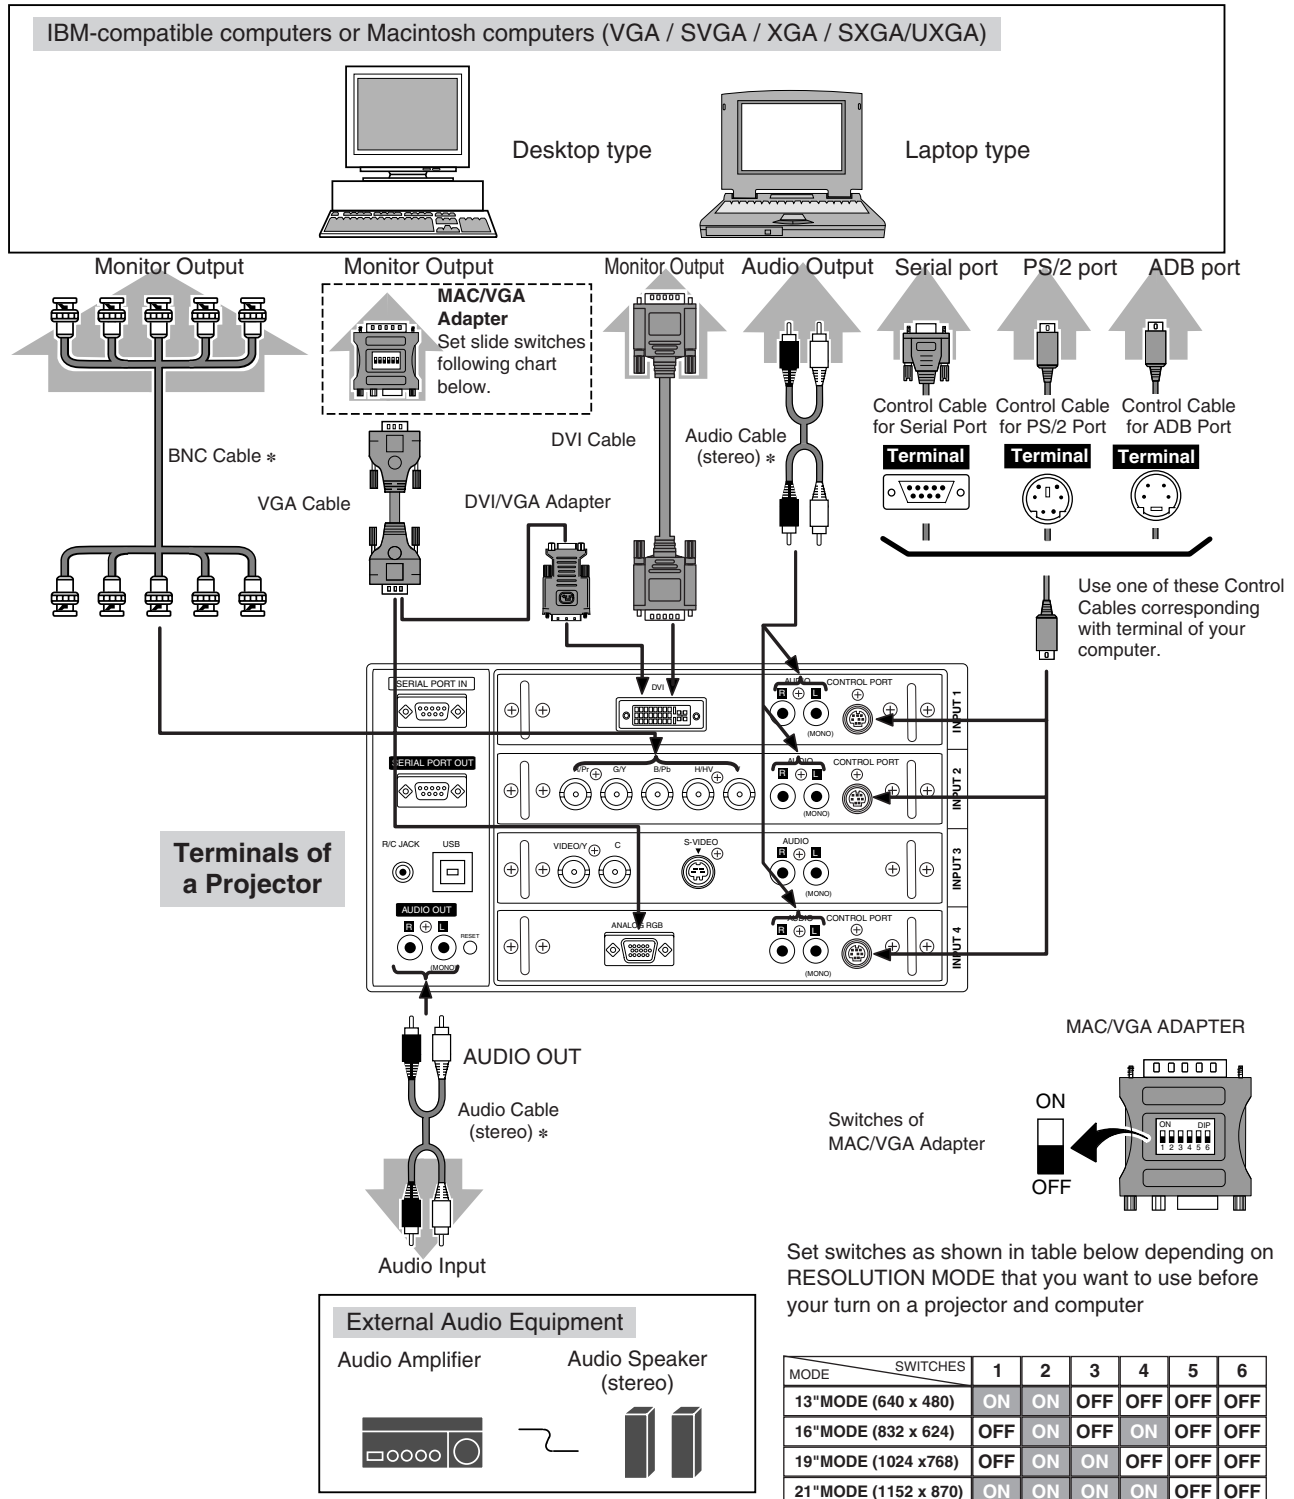 IBM-compatible computers or Macintosh computers (VGA / SVGA / XGA / SXGA/UXGA)
Desktop type
Laptop type
Monitor Output
Monitor Output
Monitor Output
Audio Output
Serial port
PS/2 port
ADB port
MAC/VGA
Adapter
Set slide switches
following chart
below.
Control Cable
for Serial Port
Control Cable
for PS/2 Port
Control Cable
for ADB Port
BNC Cable *
VGA Cable
DVI/VGA Adapter
DVI Cable
Audio Cable
(stereo) *
Terminal
Terminal
Terminal
Use one of these Control
Cables corresponding
with terminal of your
computer.
SERIAL PORT IN
DVI
AUDIO
R L
(MONO)
CONTROL PORT
INPUT 1
SERIAL PORT OUT
R/Pr
G/Y
B/Pb
H/HV
AUDIO
R L
(MONO)
CONTROL PORT
INPUT 2
Terminals of
a Projector
R/C JACK
USB
VIDEO/Y
C
S-VIDEO
AUDIO
R L
(MONO)
INPUT 3
AUDIO OUT
R L
(MONO)
RESET
ANALOG RGB
AUDIO
R L
(MONO)
CONTROL PORT
INPUT 4
AUDIO OUT
Audio Cable
(stereo) *
Audio Input
MAC/VGA ADAPTER
Switches of
MAC/VGA Adapter
ON
OFF
ON DIP
1 2 3 4 5 6
Set switches as shown in table below depending on
RESOLUTION MODE that you want to use before
your turn on a projector and computer
External Audio Equipment
Audio Amplifier
Audio Speaker
(stereo)
MODE SWITCHES 1 2 3 4 5 6
13"MODE (640 x 480) ON ON OFF OFF OFF OFF
16"MODE (832 x 624) OFF ON OFF ON OFF OFF
19"MODE (1024 x768) OFF ON ON OFF OFF OFF
21"MODE (1152 x 870) ON ON ON ON OFF OFF